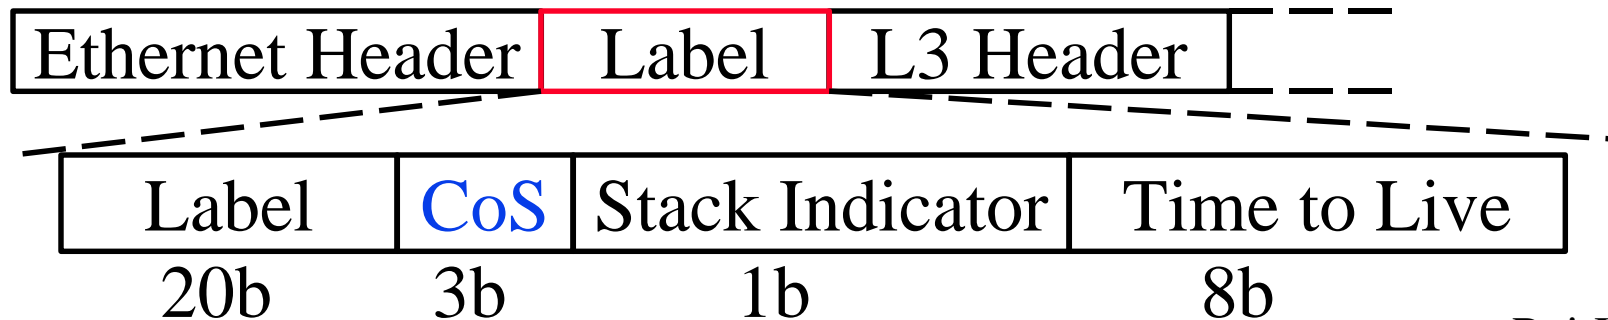 Ethernet Header Label L3 Header
Label CoS Stack Indicator Time to Live
20b 3b 1b 8b